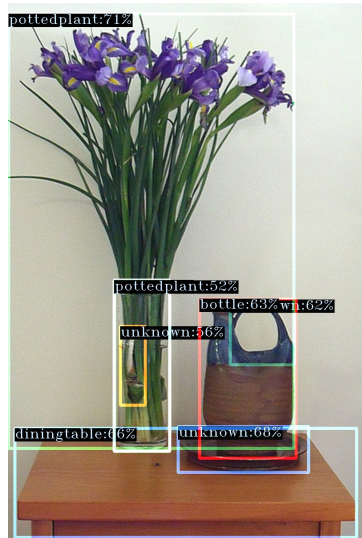 pottedplant:71%
pottedplant:52%
bottle:63%
wn:62%
unknown:56%
diningtable:66%
unknown:68%